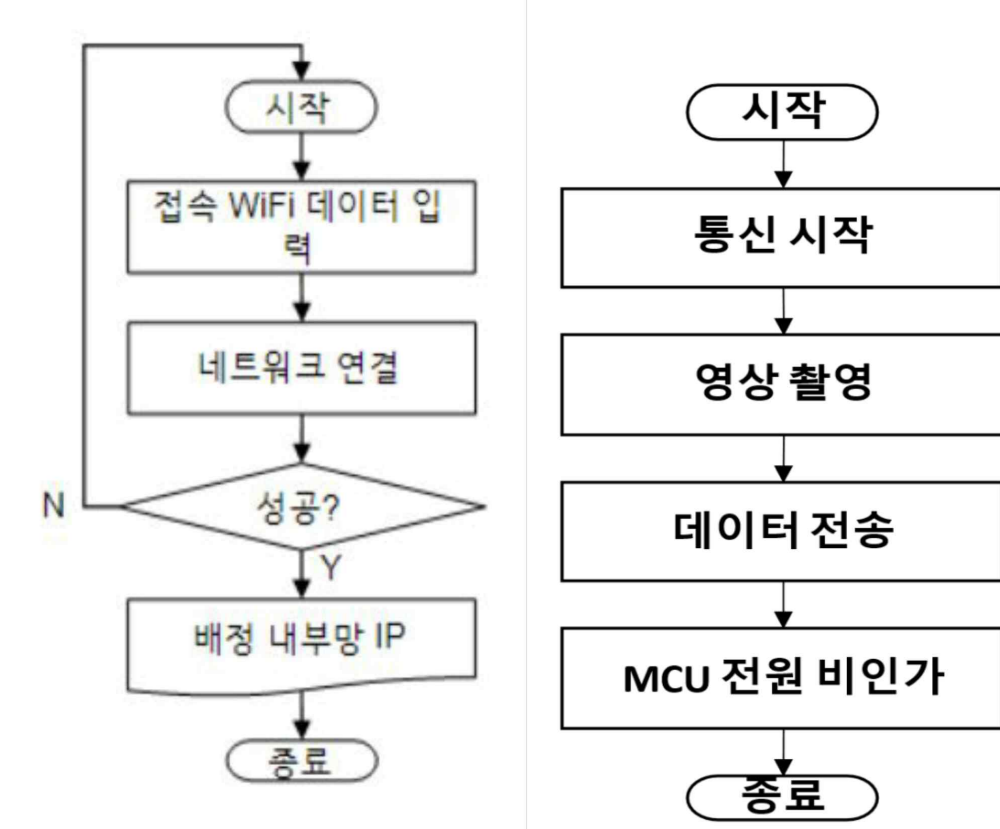 시작
접속 WiFi 데이터 입
력
네트워크 연결
성공?
N
Y
배정 내부망 IP
종료
시작
통신 시작
영상 촬영
데이터 전송
MCU 전원 비인가
종료